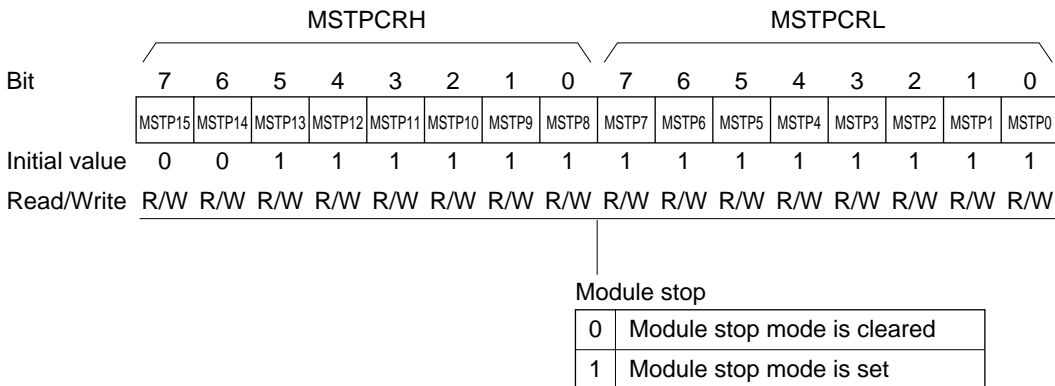 MSTPCRH MSTPCRL
Bit 7 6 5 4 3 2 1 0 7 6 5 4 3 2 1 0
MSTP15 MSTP14 MSTP13 MSTP12 MSTP11 MSTP10 MSTP9 MSTP8 MSTP7 MSTP6 MSTP5 MSTP4 MSTP3 MSTP2 MSTP1 MSTP0
Initial value 0 0 1 1 1 1 1 1 1 1 1 1 1 1 1 1
Read/Write R/W R/W R/W R/W R/W R/W R/W R/W R/W R/W R/W R/W R/W R/W R/W R/W
Module stop
0 Module stop mode is cleared
1 Module stop mode is set